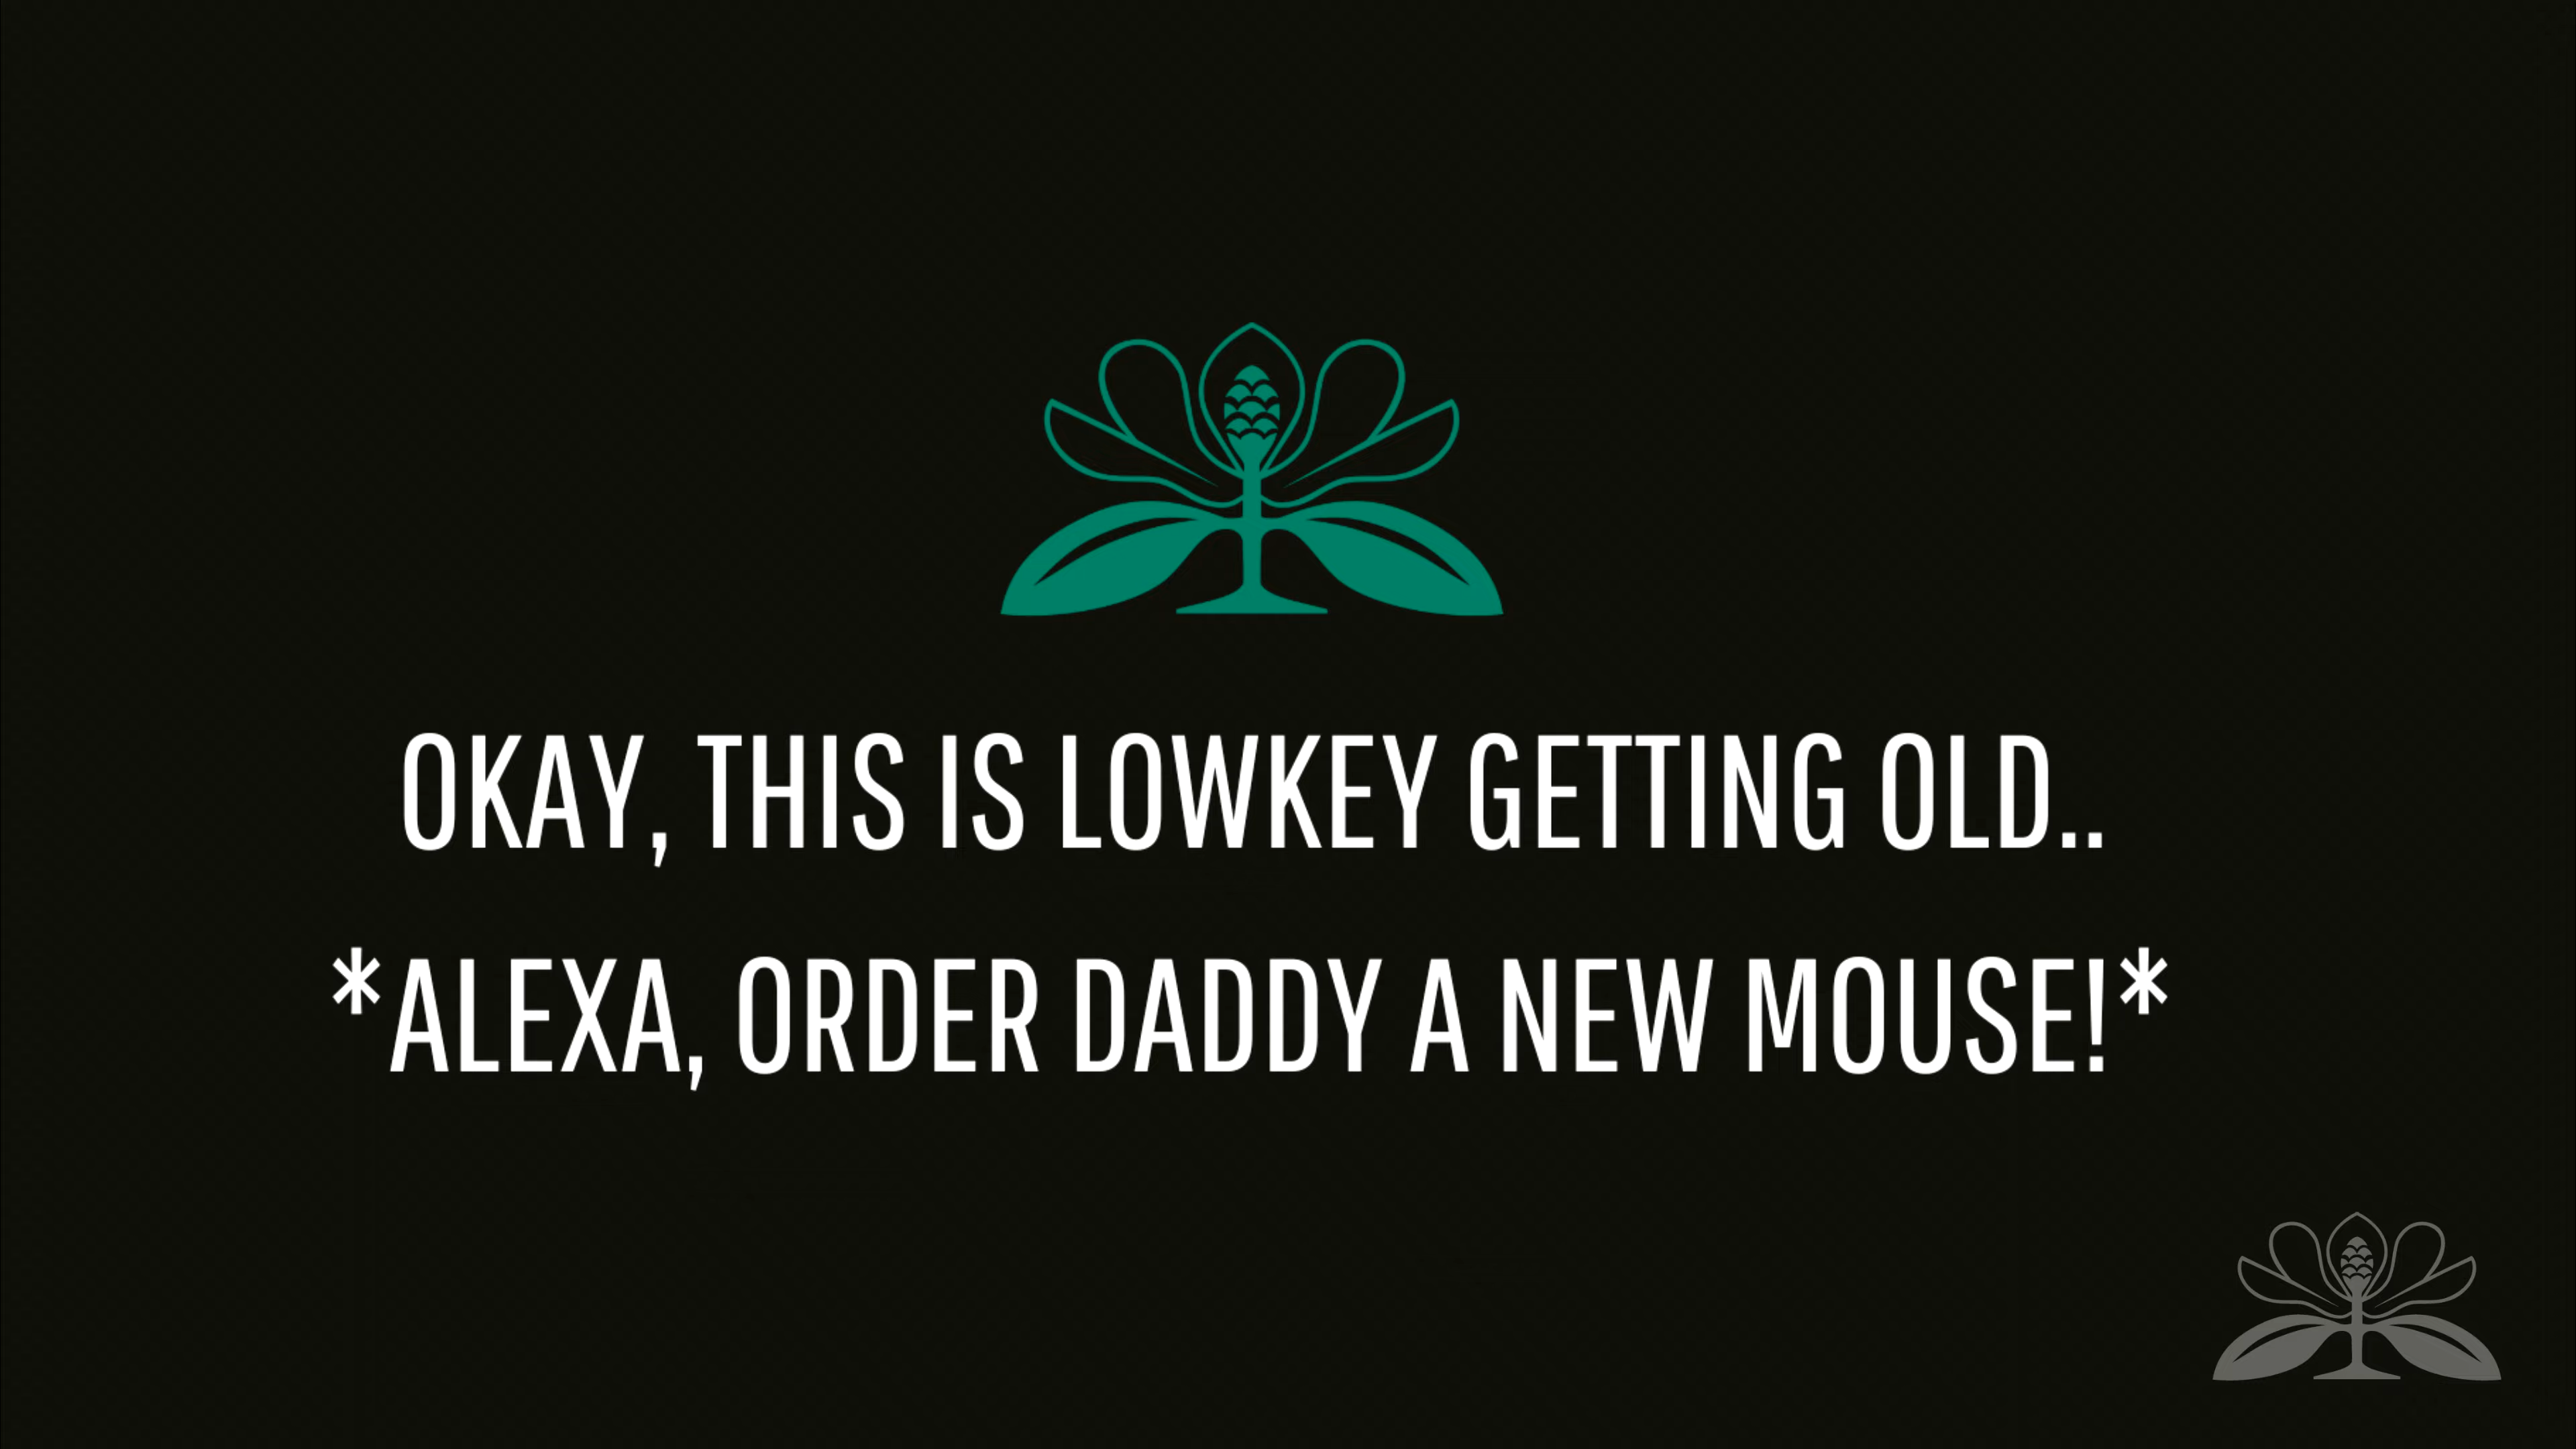 OKAY, THIS IS LOWKEY GETTING OLD..
*ALEXA, ORDER DADDY A NEW MOUSE!*